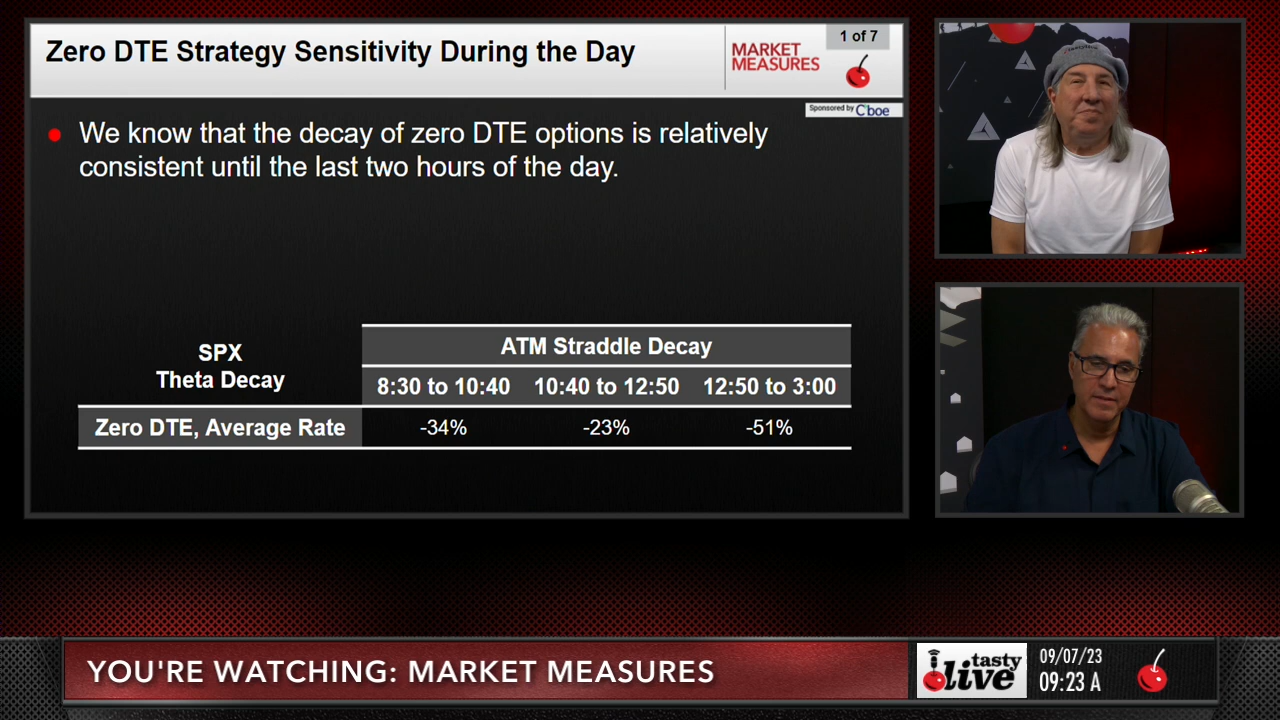 Zero DTE Strategy Sensitivity During the Day
MARKET
MEASURES
1 of 7
Sponsored by Cboe
We know that the decay of zero DTE options is relatively
consistent until the last two hours of the day.
SPX
Theta Decay
ATM Straddle Decay
8:30 to 10:40 10:40 to 12:50 12:50 to 3:00
Zero DTE, Average Rate -34% -23% -51%
YOU'RE WATCHING: MARKET MEASURES
tasty
live
09/07/23
09:23 A